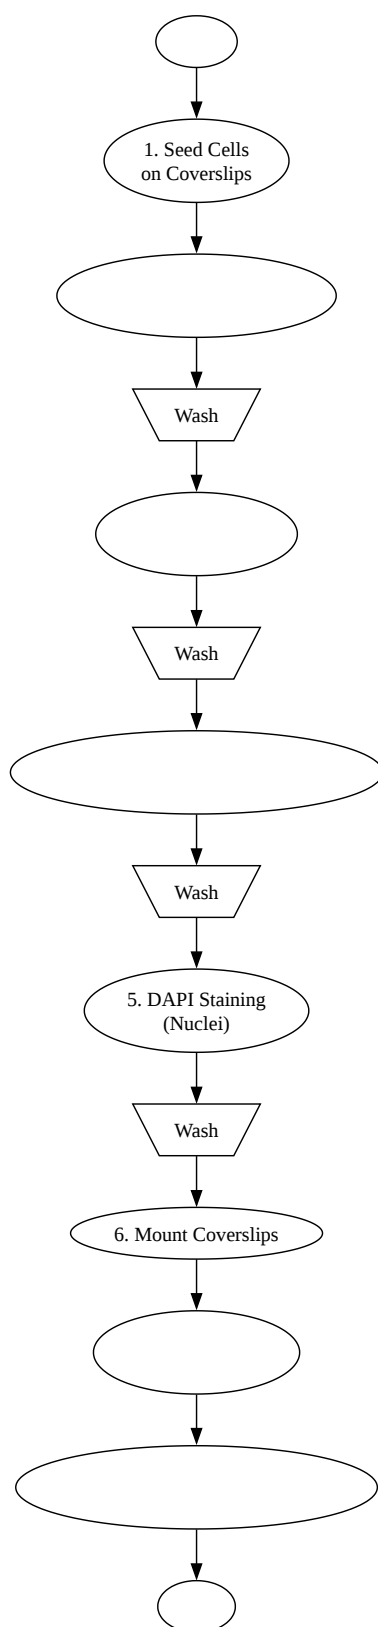 1. Seed Cells
on Coverslips
Wash
Wash
Wash
5. DAPI Staining
(Nuclei)
Wash
6. Mount Coverslips